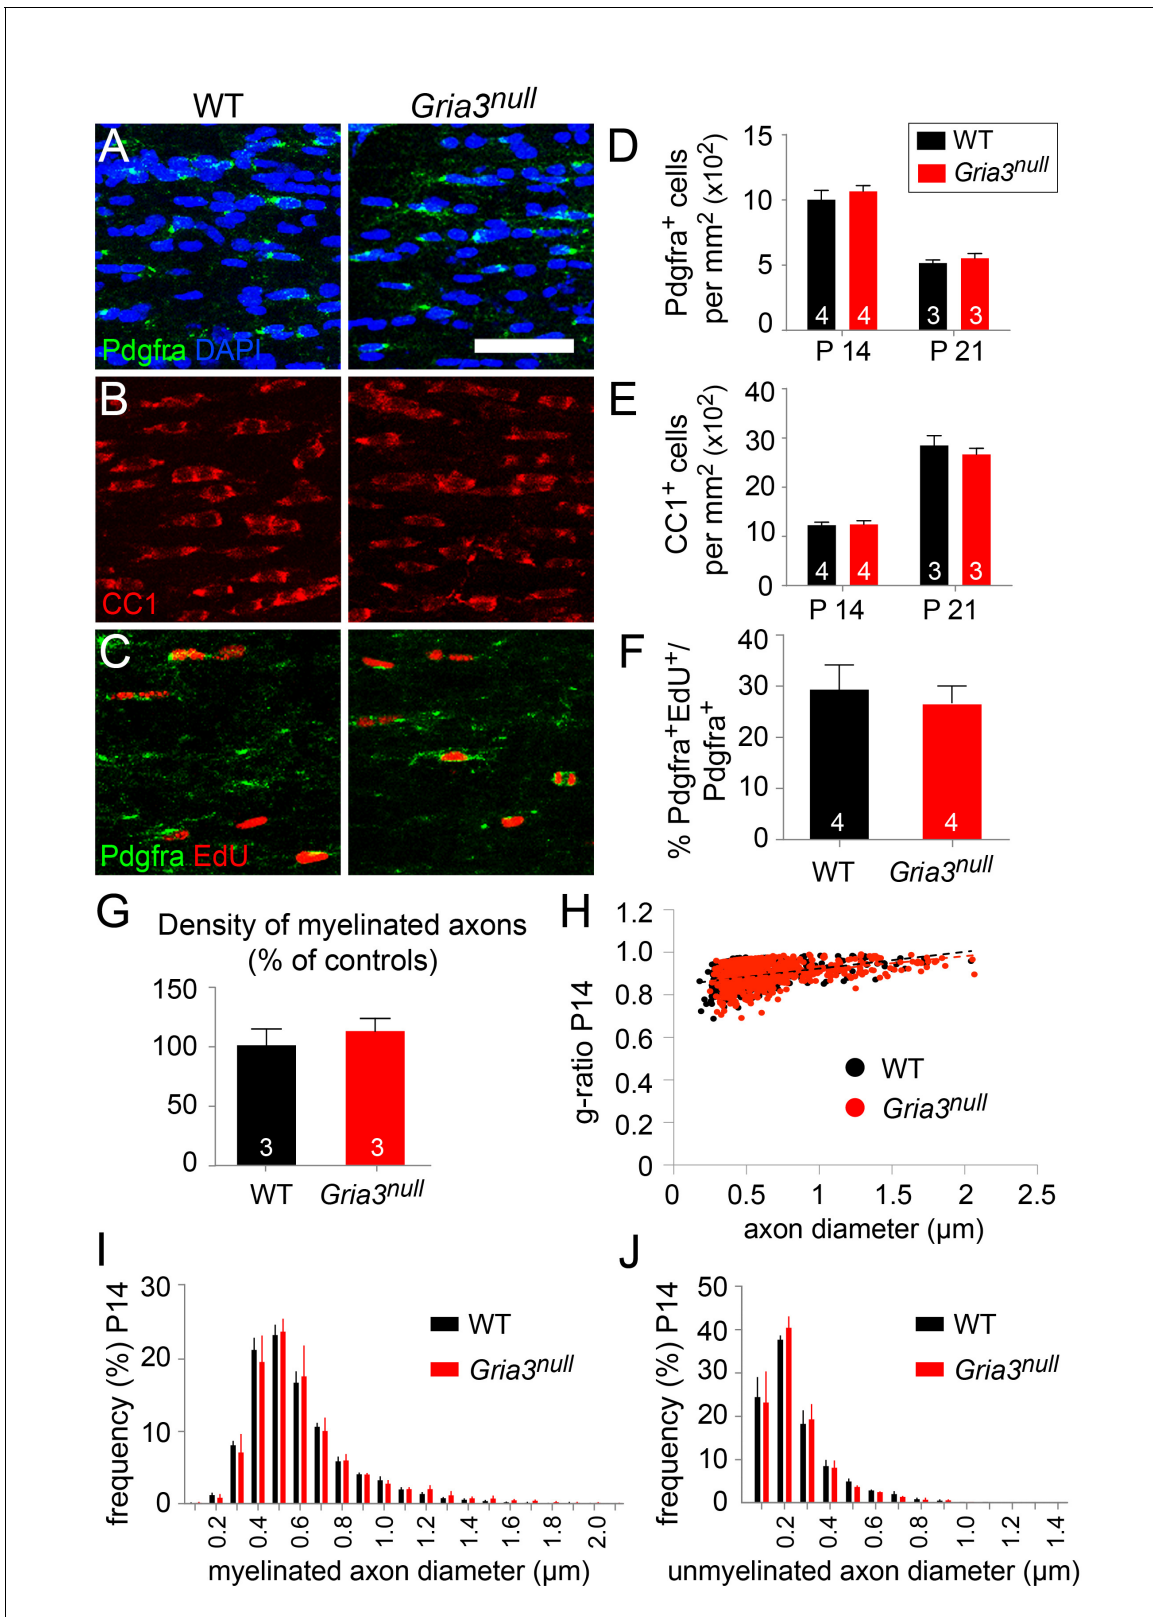 WT Gria3null
A
Pdgfra DAPI
B
CC1
C
Pdgfra EdU
D
Pdgfra+ cells
per mm2 (x102)
15
10
5
0
WT
Gria3null
4 4 3 3
P 14 P 21
E
CC1+ cells
per mm2 (x102)
40
30
20
10
0
4 4 3 3
P 14 P 21
F
% Pdgfra+EdU+/
Pdgfra+
40
30
20
10
0
4 4
WT Gria3null
G
Density of myelinated axons
(% of controls)
150
100
50
0
3 3
WT Gria3null
H
g-ratio P14
1.2
1.0
0.8
0.6
0.4
0.2
0
WT
Gria3null
0 0.5 1 1.5 2 2.5
axon diameter (µm)
I
frequency (%) P14
30
20
10
0
WT
Gria3null
0.2 0.4 0.6 0.8 1.0 1.2 1.4 1.6 1.8 2.0
myelinated axon diameter (µm)
J
frequency (%) P14
50
40
30
20
10
0
WT
Gria3null
0.2 0.4 0.6 0.8 1.0 1.2 1.4
unmyelinated axon diameter (µm)